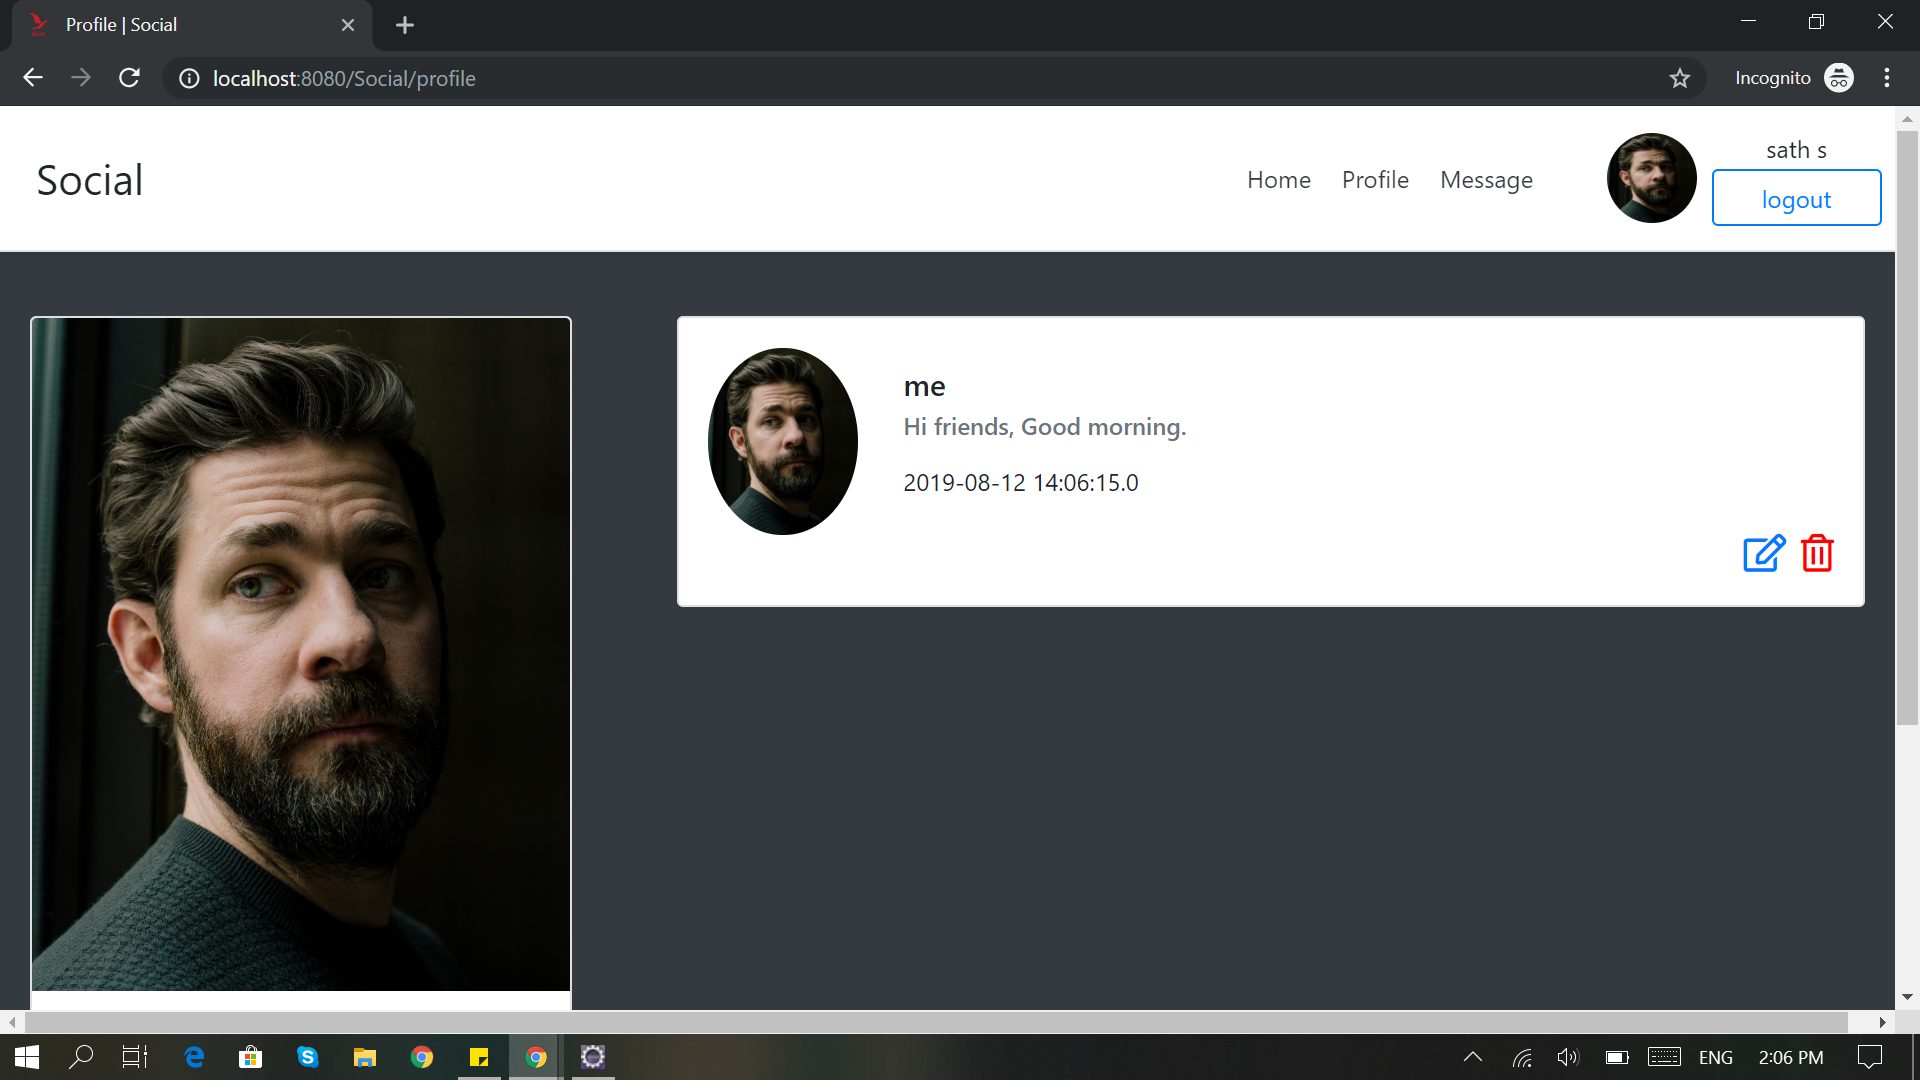 Profile | Social
localhost:8080/Social/profile
Incognito
Social
Home Profile Message
sath s
logout
me
Hi friends, Good morning.
2019-08-12 14:06:15.0
ENG
2:06 PM